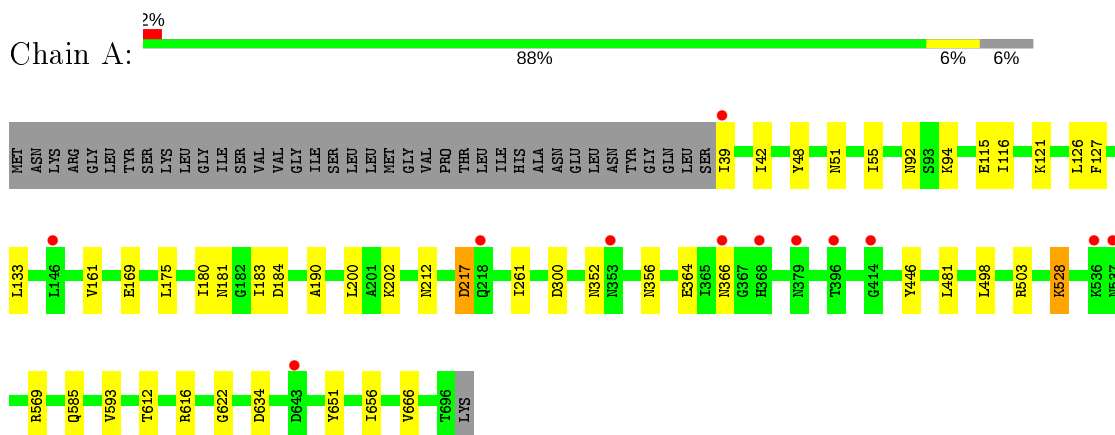 2%
Chain A:
88% 6% 6%
MET ASN LYS ARG GLY LEU TYR SER LYS LEU GLY ILE SER VAL VAL GLY ILE SER LEU LEU MET GLY VAL PRO THR LEU ILE HIS ALA ASN GLU LEU ASN TYR GLY GLN LEU SER I39 I42 Y48 N51 I55 N92 S93 K94 E115 I116 K121 L126 F127
L133 L146 V161 E169 L175 I180 N181 G182 I183 D184 A190 L200 A201 K202 N212 D217 Q218 I261 D300 N352 N353 N356 E364 I365 N366 G367 H368 N379 T396 G414 Y446 L481 L498 R503 K528 K536 N537
R569 Q585 V593 T612 R616 G622 D634 D643 Y651 I656 V666 T696 LYS